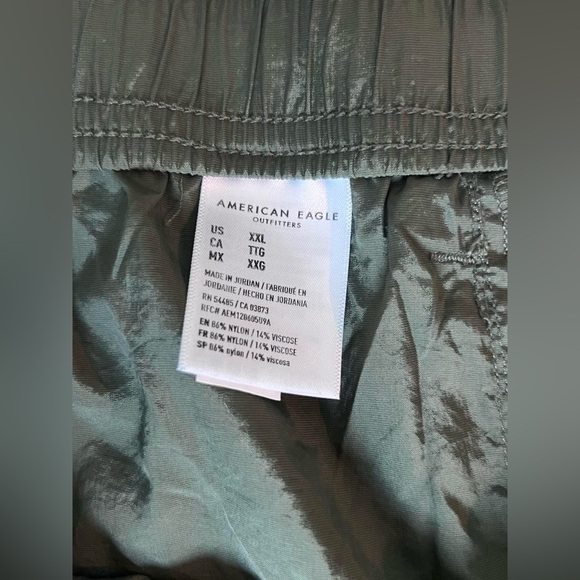 AMERICAN EAGLE
OUTFITTERS
US XXL
CA TTG
MX XXG
MADE IN JORDAN / FABRIQUÉ EN
JORDANIE / HECHO EN JORDANIA
RN 54485 / CA 03873
RFC# AEM120605D9A
EN 86% NYLON / 14% VISCOSE
FR 86% NYLON / 14% VISCOSE
SP 86% nylon / 14% viscosa